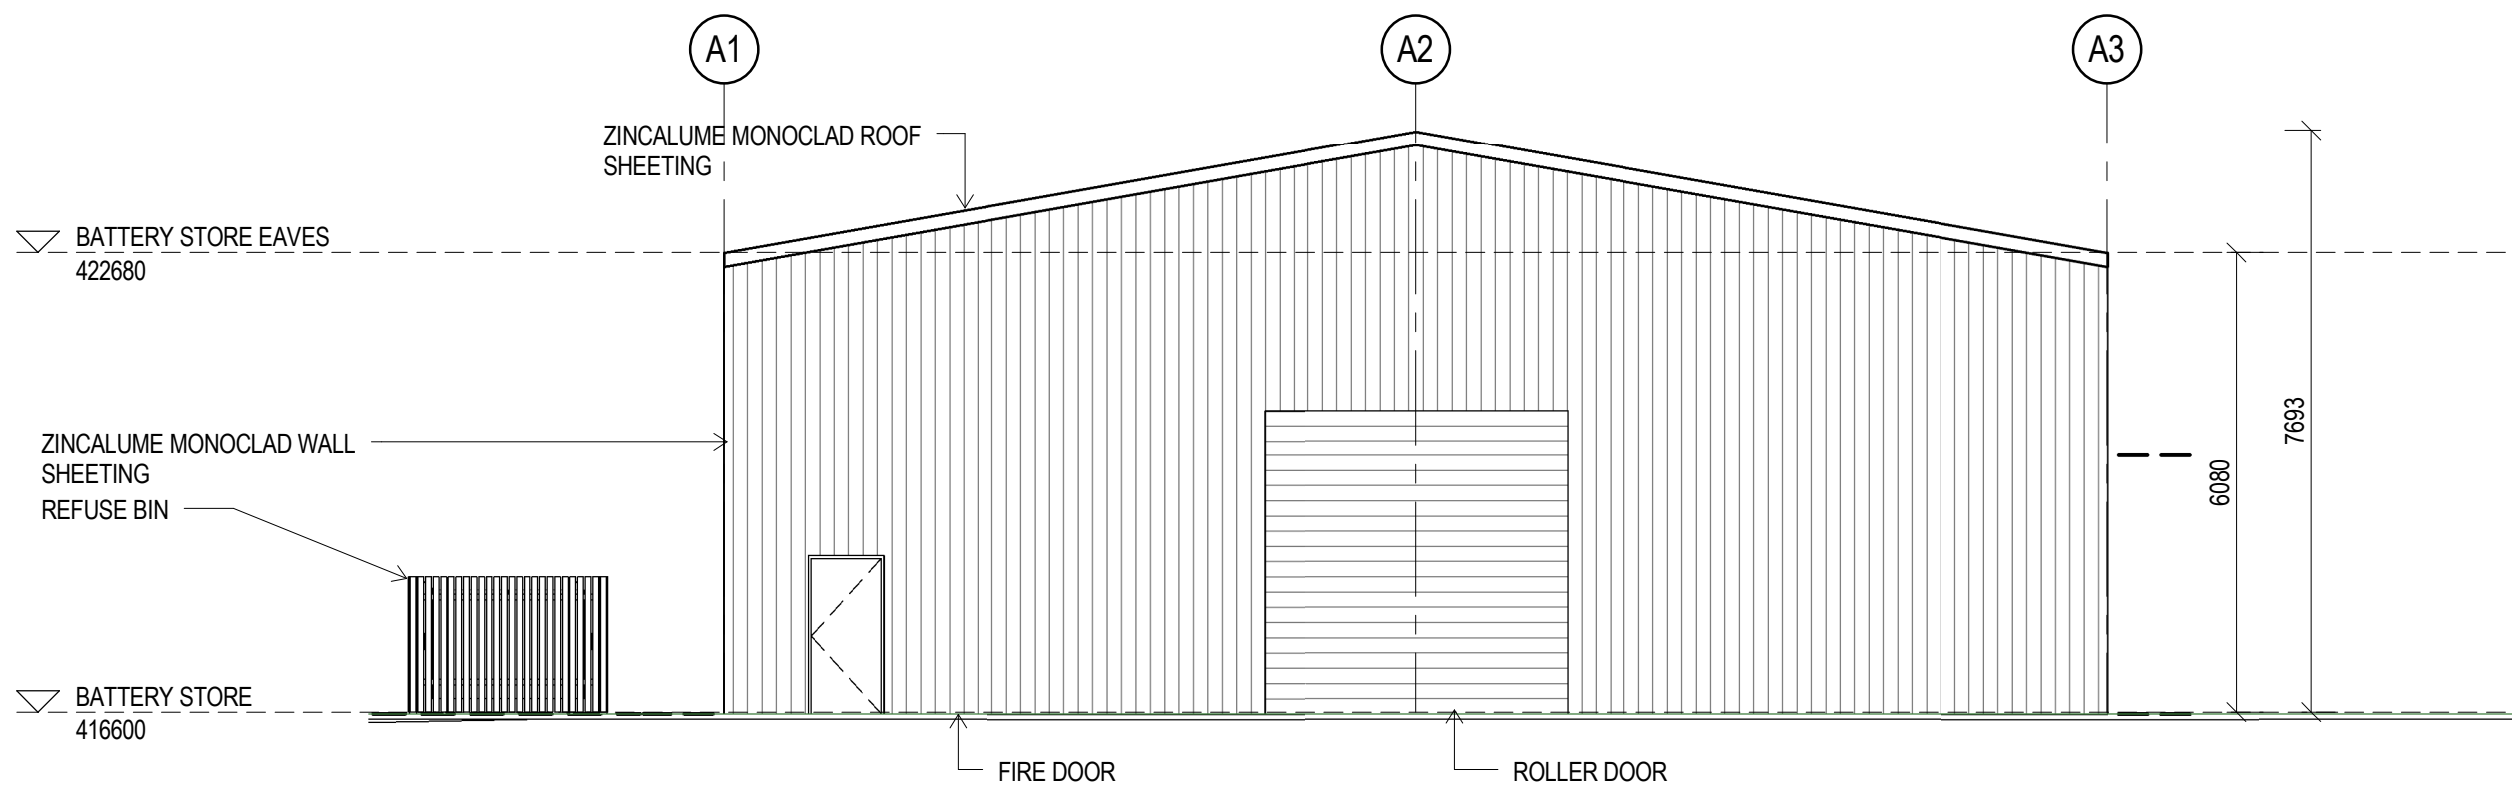 A1
A2
A3
ZINCALUME MONOCLAD ROOF
SHEETING
BATTERY STORE EAVES
422680
7693
6080
ZINCALUME MONOCLAD WALL
SHEETING
REFUSE BIN
BATTERY STORE
416600
FIRE DOOR
ROLLER DOOR